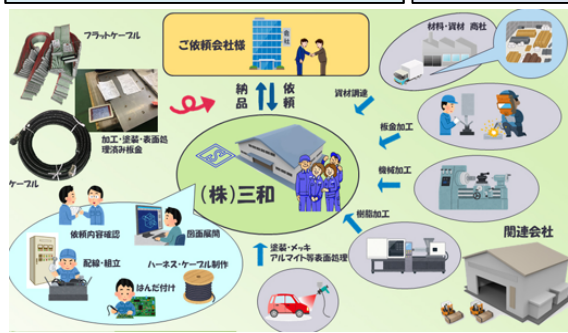 フラットケーブル
加工・塗装・表面処
理済み板金
ケーブル
ご依頼会社様
納品
依頼
(株)三和
依頼内容確認
図面展開
配線・組立
ハーネス・ケーブル制作
はんだ付け
材料・資材 商社
資材調達
板金加工
機械加工
樹脂加工
塗装・メッキ
アルマイト等表面処理
関連会社